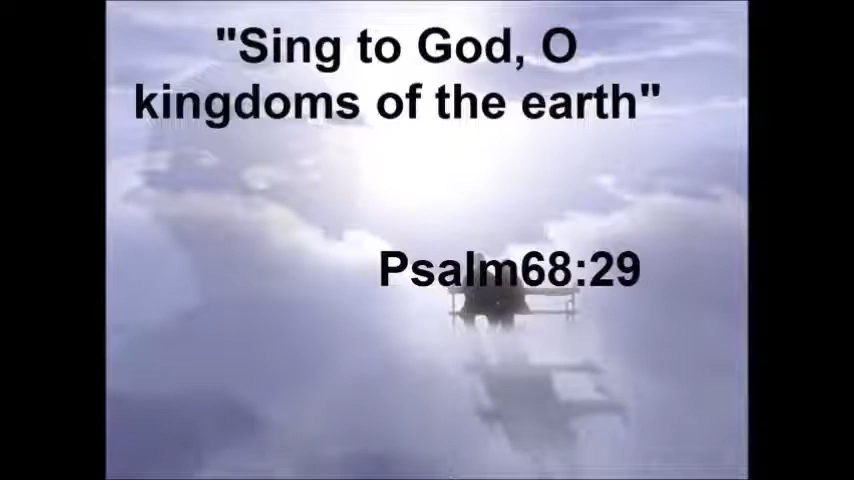 "Sing to God, O
kingdoms of the earth"
Psalm68:29